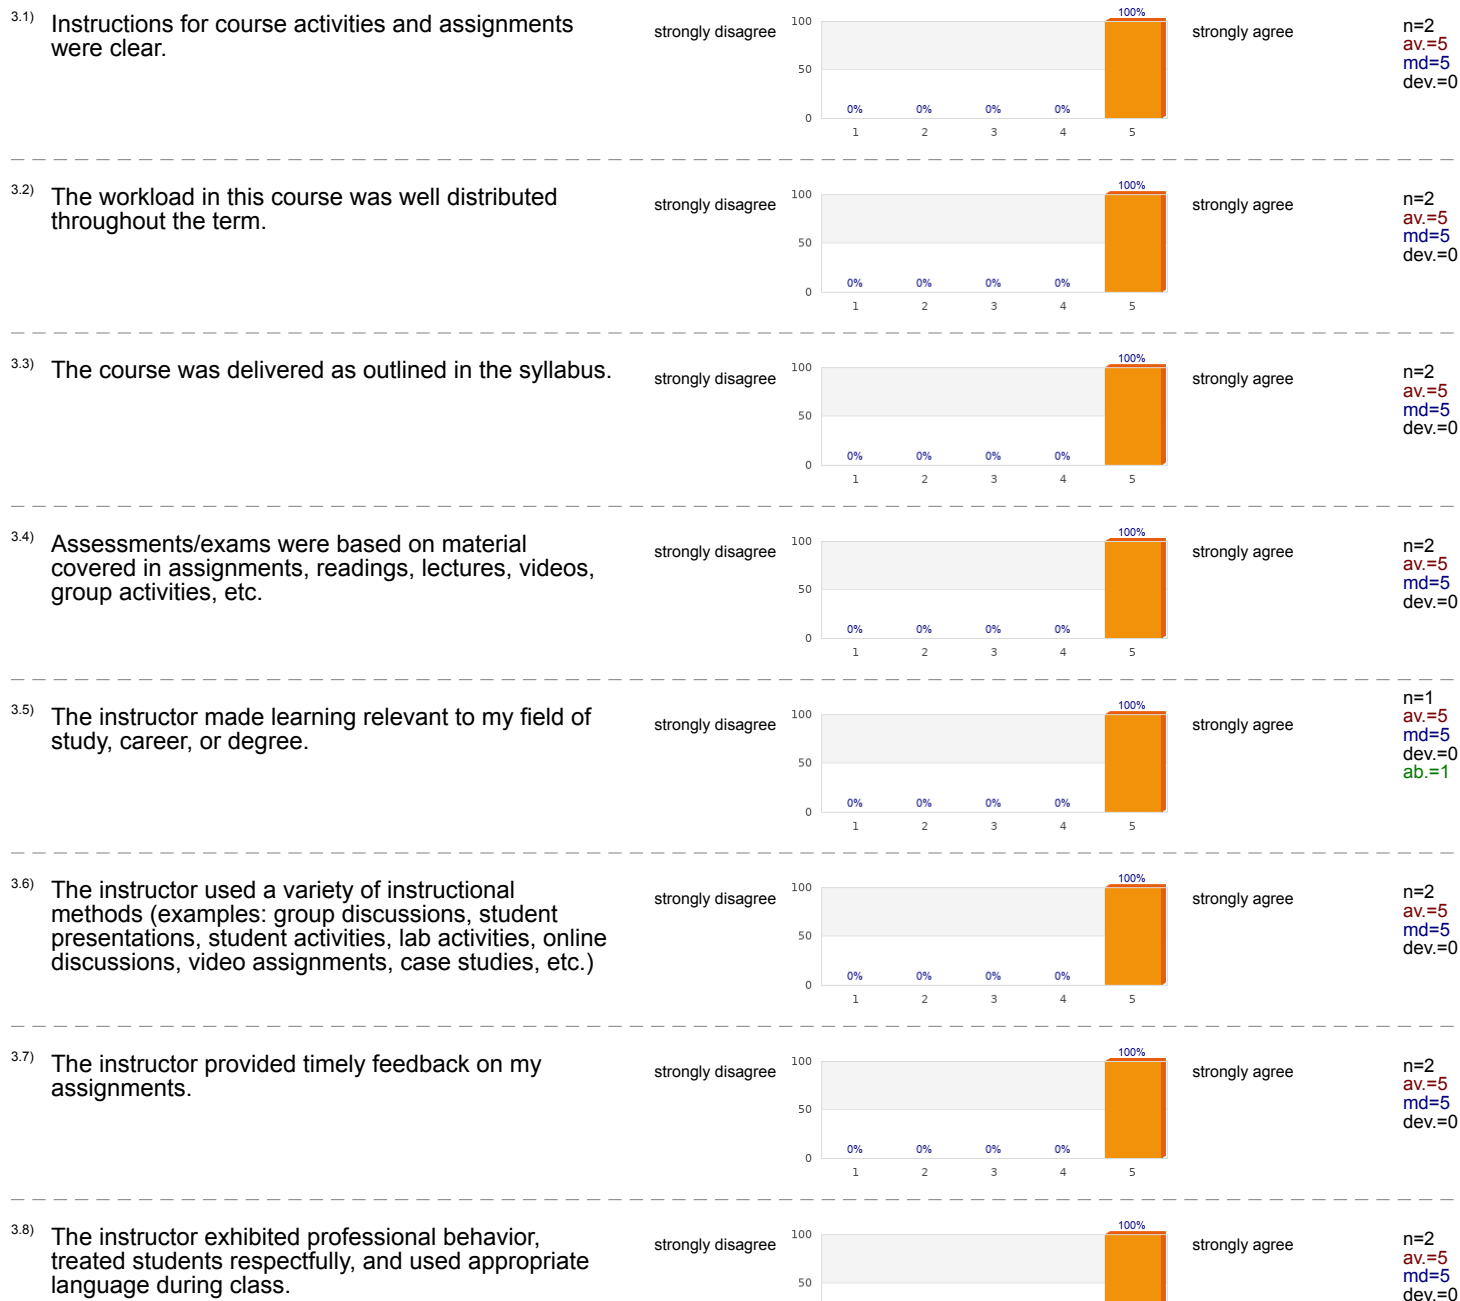 3.1) Instructions for course activities and assignments
were clear.
strongly disagree
100
50
0
0% 0% 0% 0% 100%
1 2 3 4 5
strongly agree
n=2
av.=5
md=5
dev.=0
3.2) The workload in this course was well distributed
throughout the term.
strongly disagree
100
50
0
0% 0% 0% 0% 100%
1 2 3 4 5
strongly agree
n=2
av.=5
md=5
dev.=0
3.3) The course was delivered as outlined in the syllabus.
strongly disagree
100
50
0
0% 0% 0% 0% 100%
1 2 3 4 5
strongly agree
n=2
av.=5
md=5
dev.=0
3.4) Assessments/exams were based on material
covered in assignments, readings, lectures, videos,
group activities, etc.
strongly disagree
100
50
0
0% 0% 0% 0% 100%
1 2 3 4 5
strongly agree
n=2
av.=5
md=5
dev.=0
3.5) The instructor made learning relevant to my field of
study, career, or degree.
strongly disagree
100
50
0
0% 0% 0% 0% 100%
1 2 3 4 5
strongly agree
n=1
av.=5
md=5
dev.=0
ab.=1
3.6) The instructor used a variety of instructional
methods (examples: group discussions, student
presentations, student activities, lab activities, online
discussions, video assignments, case studies, etc.)
strongly disagree
100
50
0
0% 0% 0% 0% 100%
1 2 3 4 5
strongly agree
n=2
av.=5
md=5
dev.=0
3.7) The instructor provided timely feedback on my
assignments.
strongly disagree
100
50
0
0% 0% 0% 0% 100%
1 2 3 4 5
strongly agree
n=2
av.=5
md=5
dev.=0
3.8) The instructor exhibited professional behavior,
treated students respectfully, and used appropriate
language during class.
strongly disagree
100
50
100%
strongly agree
n=2
av.=5
md=5
dev.=0